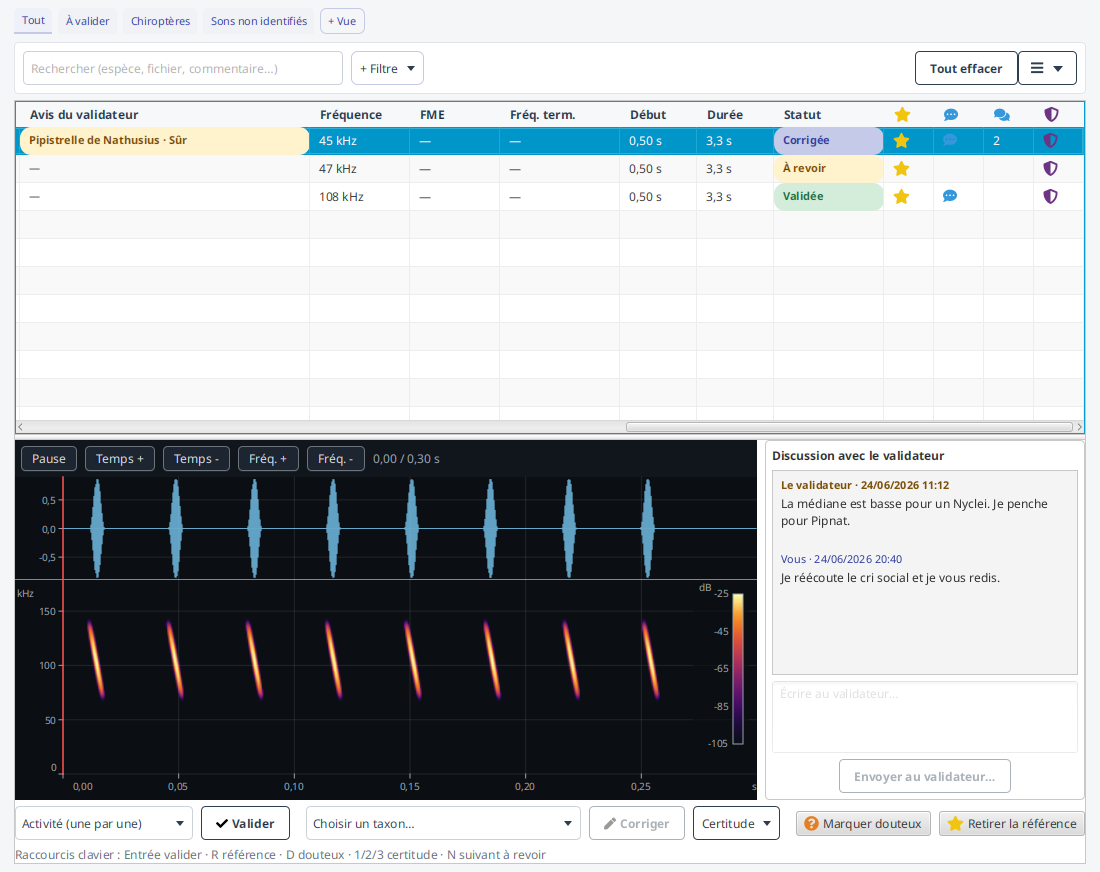 Tout À valider Chiroptères Sons non identifiés + Vue
Rechercher (espèce, fichier, commentaire...) + Filtre Tout effacer
Avis du validateur Fréquence FME Fréq. term. Début Durée Statut
Pipistrelle de Nathusius · Sûr 45 kHz — — 0,50 s 3,3 s Corrigée 2
— 47 kHz — — 0,50 s 3,3 s À revoir
— 108 kHz — — 0,50 s 3,3 s Validée
Pause Temps + Temps - Fréq. + Fréq. - 0,00 / 0,30 s
0,5
0,0
-0,5
kHz
150
100
50
0
0,00 0,05 0,10 0,15 0,20 0,25 s
dB -25
-45
-65
-85
-105
Discussion avec le validateur
Le validateur · 24/06/2026 11:12
La médiane est basse pour un Nyclei. Je penche
pour Pipnat.
Vous · 24/06/2026 20:40
Je réécoute le cri social et je vous redis.
Écrire au validateur...
Envoyer au validateur...
Activité (une par une) Valider Choisir un taxon... Corriger Certitude Marquer douteux Retirer la référence
Raccourcis clavier : Entrée valider · R référence · D douteux · 1/2/3 certitude · N suivant à revoir